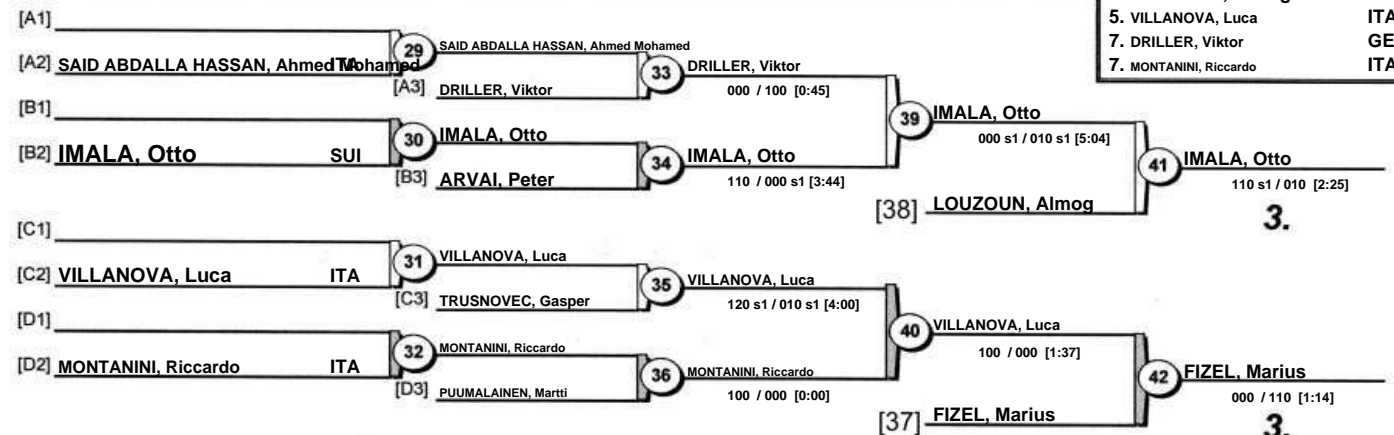 5. VILLANOVA, Luca ITA
7. DRILLER, Viktor GE
7. MONTANINI, Riccardo ITA
[A1]
[A2] SAID ABDALLA HASSAN, Ahmed Mohamed ITA
29
SAID ABDALLA HASSAN, Ahmed Mohamed
[A3] DRILLER, Viktor
33
DRILLER, Viktor
000 / 100 [0:45]
[B1]
[B2] IMALA, Otto SUI
30
IMALA, Otto
[B3] ARVAI, Peter
34
IMALA, Otto
110 / 000 s1 [3:44]
39
IMALA, Otto
000 s1 / 010 s1 [5:04]
[38] LOUZOUN, Almog
41
IMALA, Otto
110 s1 / 010 [2:25]
3.
[C1]
[C2] VILLANOVA, Luca ITA
31
VILLANOVA, Luca
[C3] TRUSNOVEC, Gasper
35
VILLANOVA, Luca
120 s1 / 010 s1 [4:00]
[D1]
[D2] MONTANINI, Riccardo ITA
32
MONTANINI, Riccardo
[D3] PUUMALAINEN, Martti
36
MONTANINI, Riccardo
100 / 000 [0:00]
40
VILLANOVA, Luca
100 / 000 [1:37]
[37] FIZEL, Marius
42
FIZEL, Marius
000 / 110 [1:14]
3.